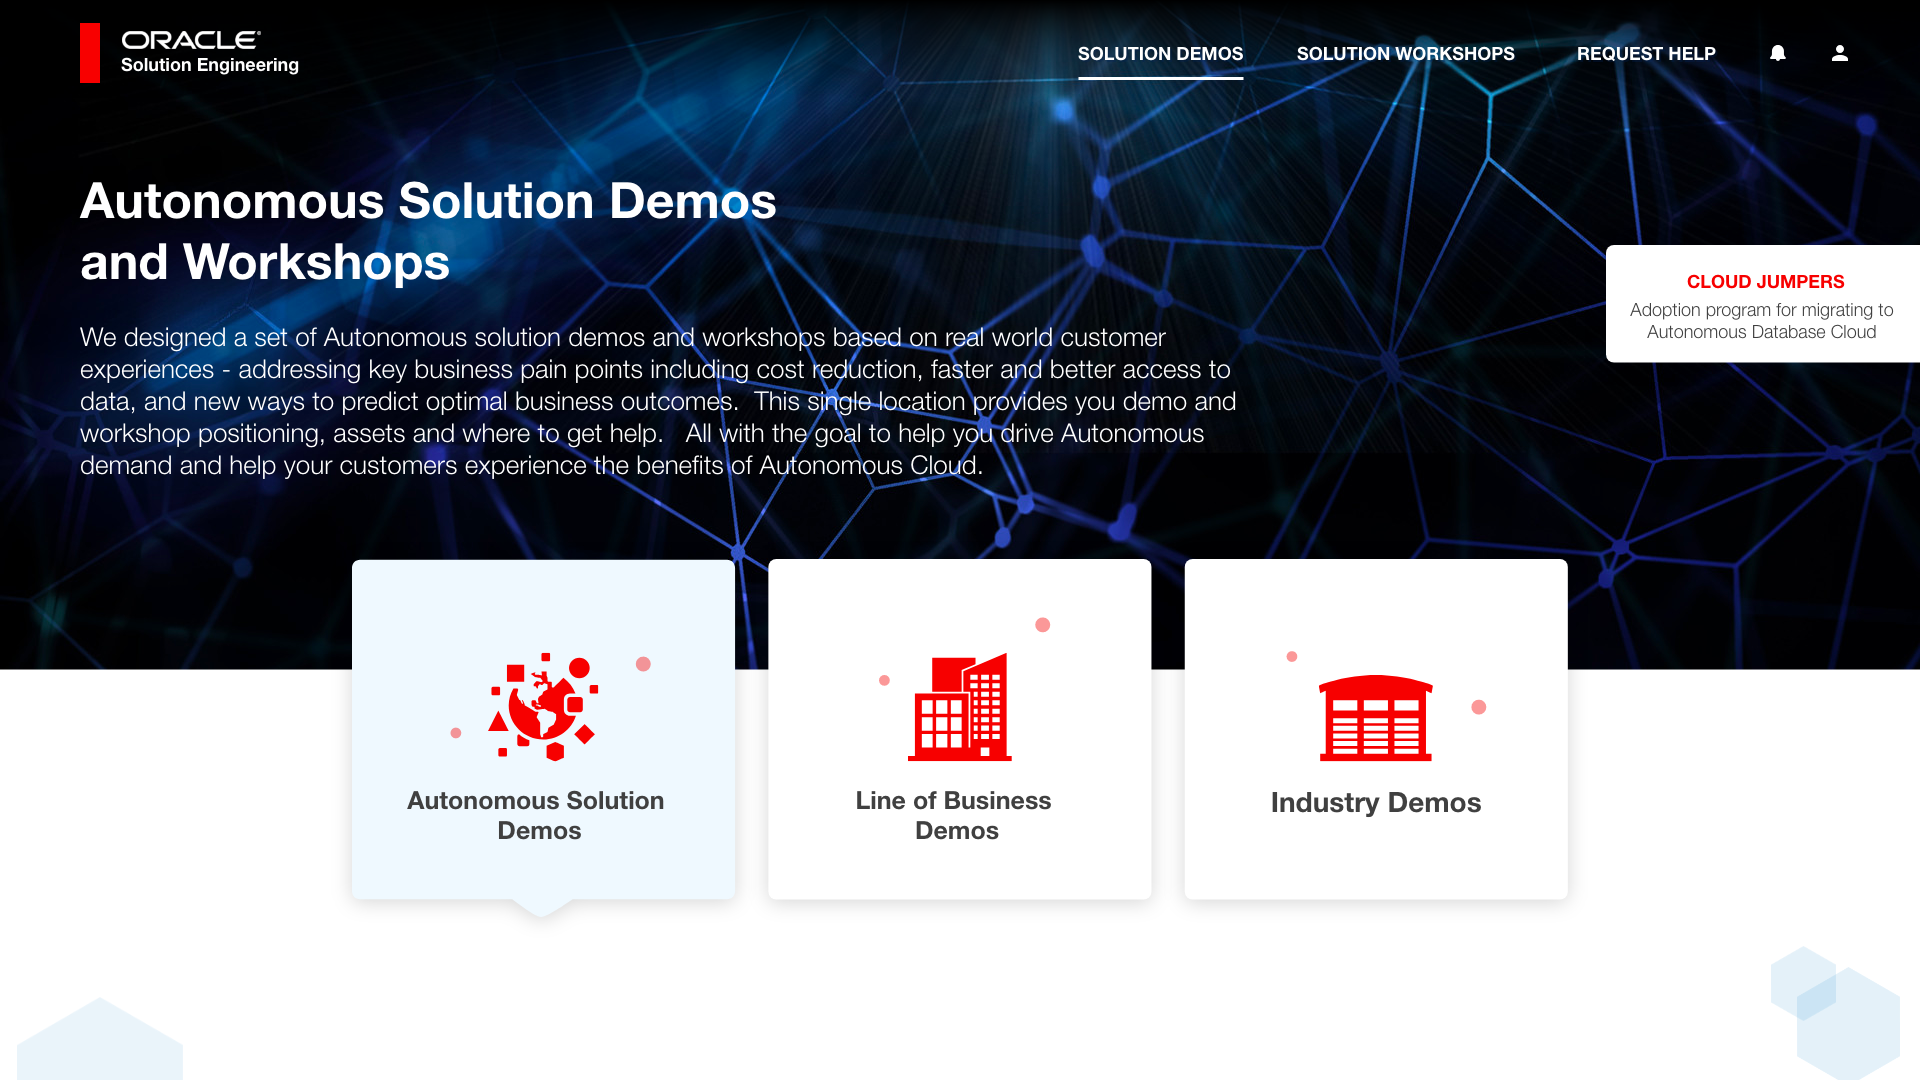 ORACLE
Solution Engineering
SOLUTION DEMOS
SOLUTION WORKSHOPS
REQUEST HELP
Autonomous Solution Demos
and Workshops
We designed a set of Autonomous solution demos and workshops based on real world customer
experiences - addressing key business pain points including cost reduction, faster and better access to
data, and new ways to predict optimal business outcomes.  This single location provides you demo and
workshop positioning, assets and where to get help.   All with the goal to help you drive Autonomous
demand and help your customers experience the benefits of Autonomous Cloud.
CLOUD JUMPERS
Adoption program for migrating to
Autonomous Database Cloud
Autonomous Solution
Demos
Line of Business
Demos
Industry Demos